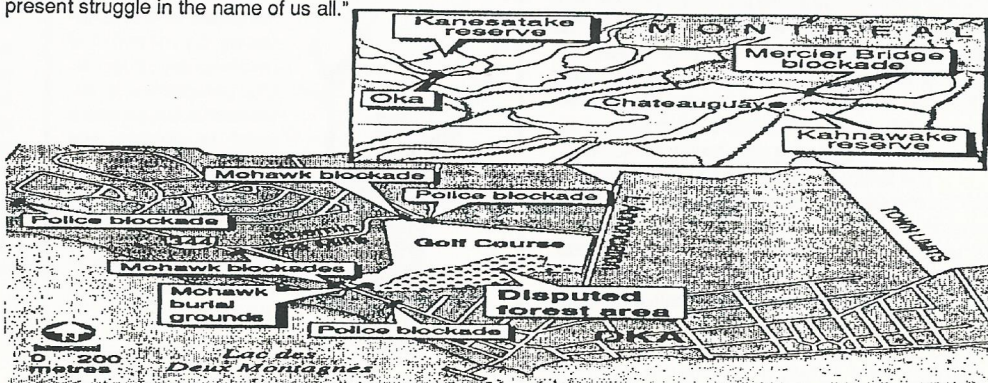 present struggle in the name of us all."
Kanesatake
reserve
MONTREAL
Mercier Bridge
blockade
Oka
Chateauguay
Kahnawake
reserve
Mohawk blockade
Police blockade
Police blockade
344
Golf Course
TOWN LIMITS
Mohawk blockades
Mohawk
burial
grounds
Disputed
forest area
Police blockade
OKA
0 200
metres
Lac des
Deux Montagnes